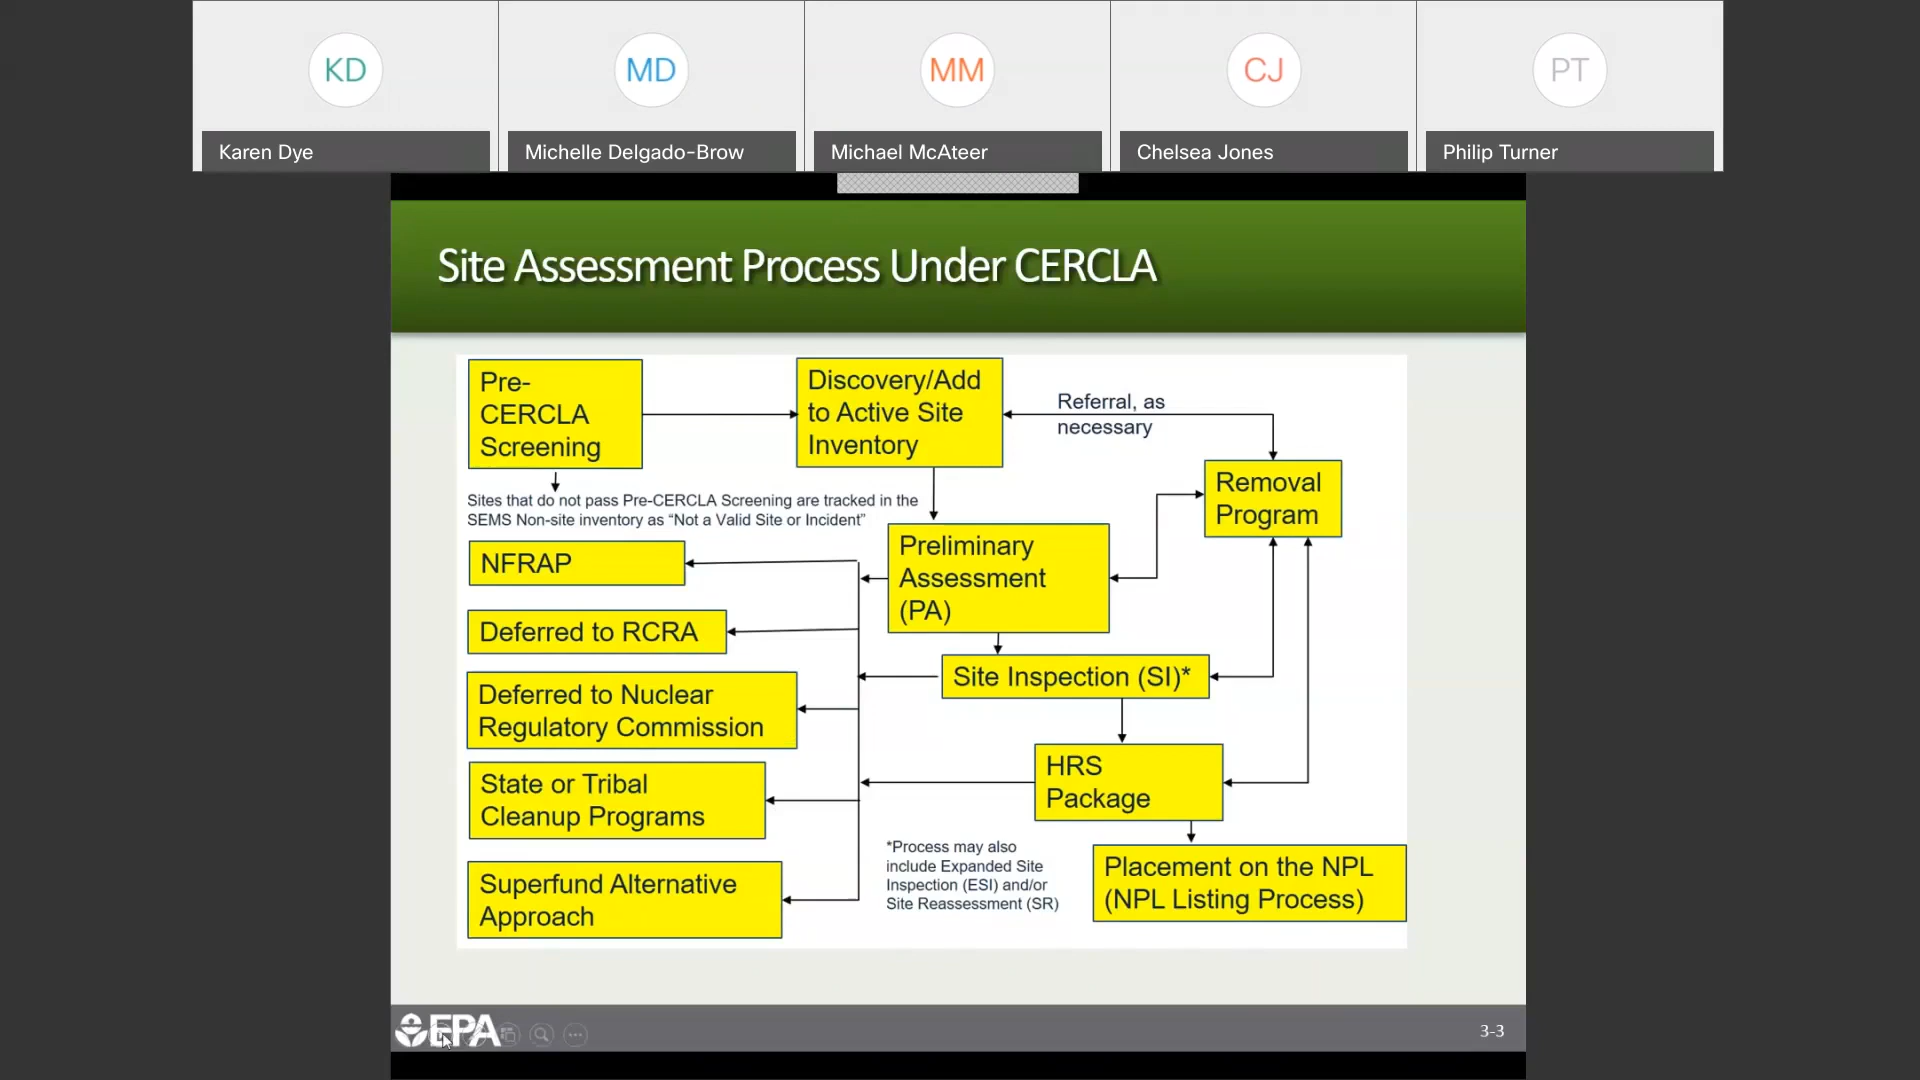 KD
MD
MM
CJ
PT
Karen Dye
Michelle Delgado-Brow
Michael McAteer
Chelsea Jones
Philip Turner
Site Assessment Process Under CERCLA
Pre-
CERCLA
Screening
Discovery/Add
to Active Site
Inventory
Referral, as
necessary
Removal
Program
Sites that do not pass Pre-CERCLA Screening are tracked in the
SEMS Non-site inventory as “Not a Valid Site or Incident”
NFRAP
Preliminary
Assessment
(PA)
Deferred to RCRA
Site Inspection (SI)*
Deferred to Nuclear
Regulatory Commission
HRS
Package
State or Tribal
Cleanup Programs
*Process may also
include Expanded Site
Inspection (ESI) and/or
Site Reassessment (SR)
Placement on the NPL
(NPL Listing Process)
Superfund Alternative
Approach
EPA
3-3